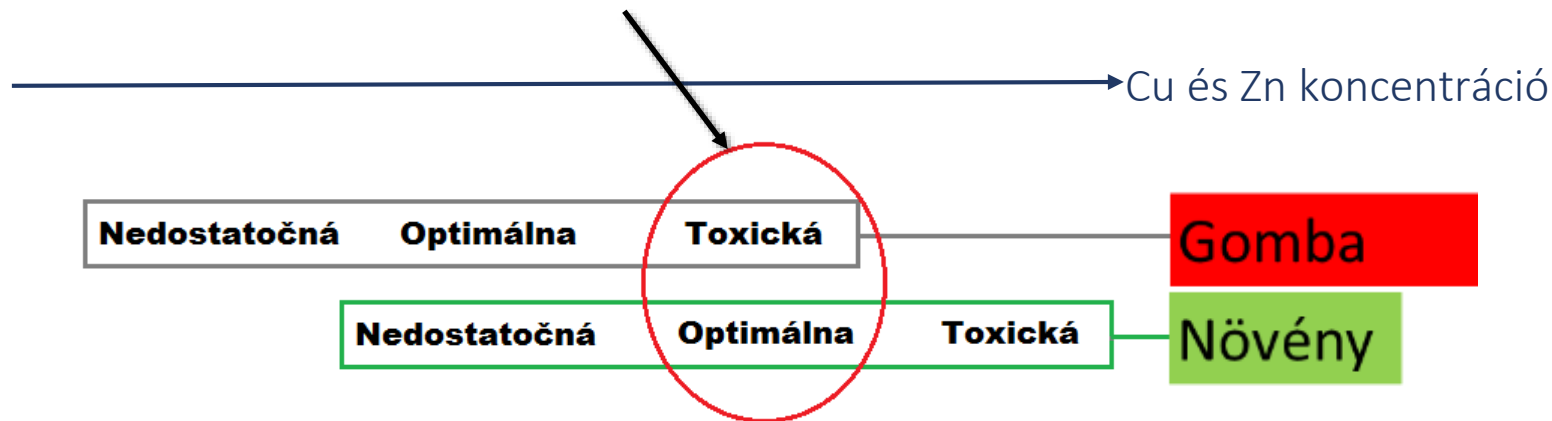 Cu és Zn koncentráció
Nedostatočná Optimálna Toxická Gomba
Nedostatočná Optimálna Toxická Növény